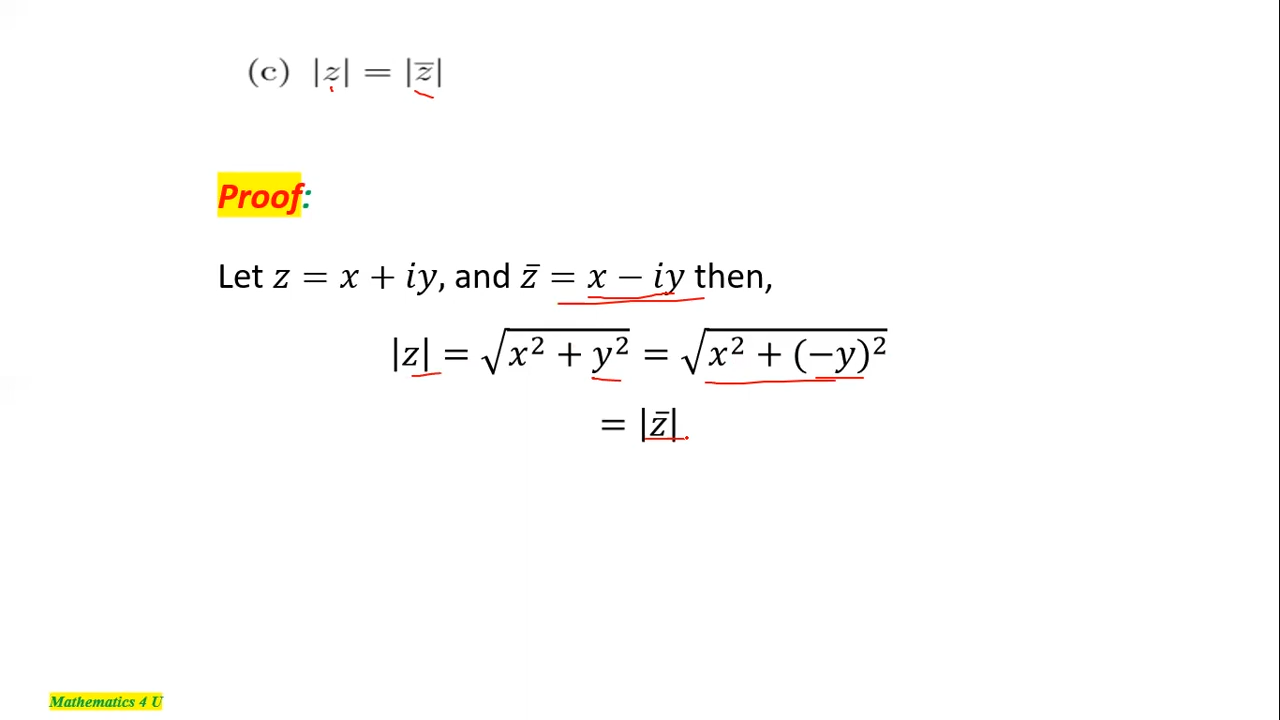 (c) |z| = |z̅|
Proof:
Let z = x + iy, and z̄ = x − iy then,
|z| = √(x² + y²) = √(x² + (−y)²)
= |z̄|.
Mathematics 4 U